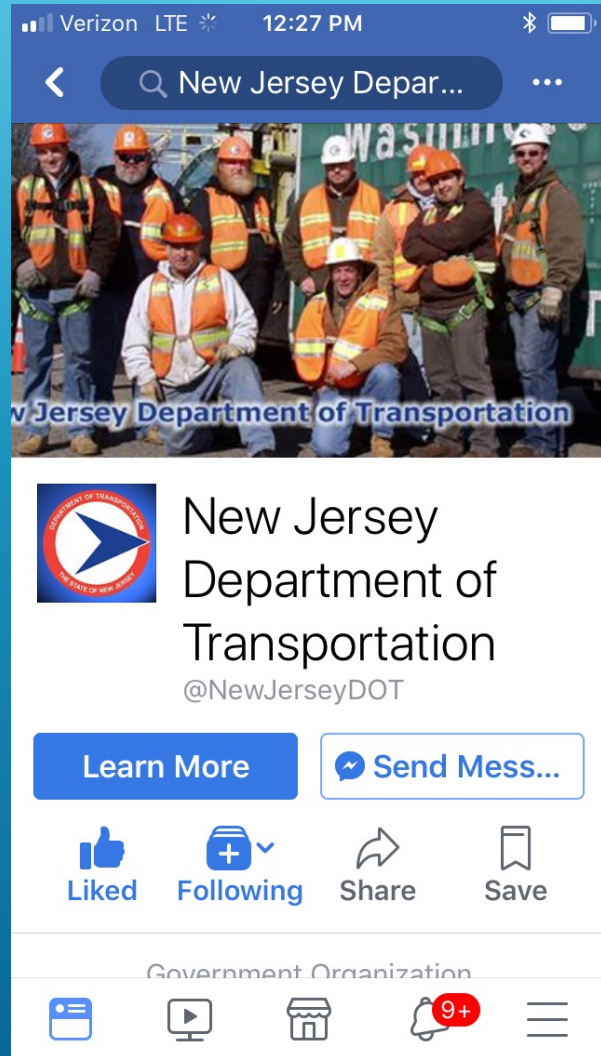 Verizon LTE 12:27 PM
New Jersey Depar...
Washin
w Jersey Department of Transportation
DEPARTMENT OF TRANSPORTATION
THE STATE OF NEW JERSEY
New Jersey
Department of
Transportation
@NewJerseyDOT
Learn More
Send Mess...
Liked Following Share Save
Government Organization
9+